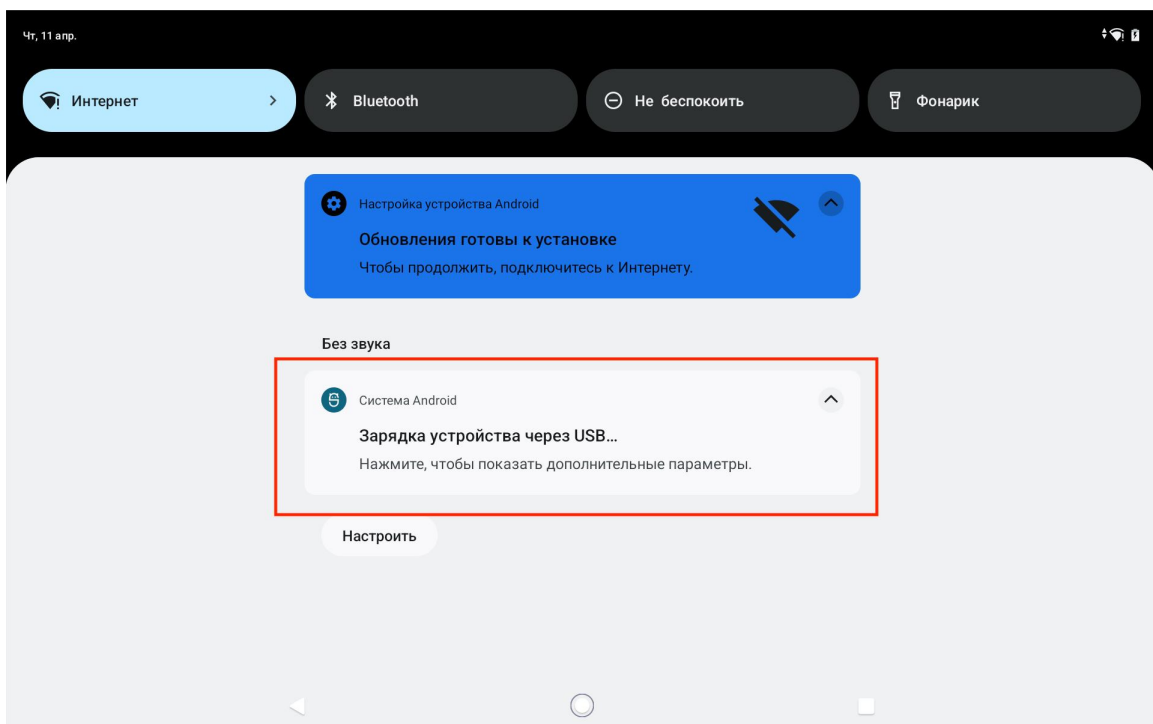 Чт, 11 апр.
Интернет
Bluetooth
Не беспокоить
Фонарик
Настройка устройства Android
Обновления готовы к установке
Чтобы продолжить, подключитесь к Интернету.
Без звука
Система Android
Зарядка устройства через USB...
Нажмите, чтобы показать дополнительные параметры.
Настроить